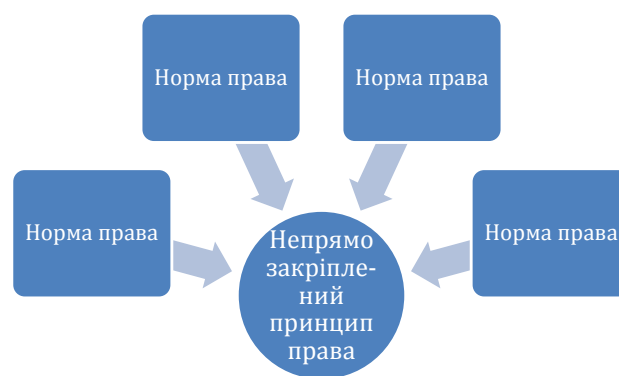 Норма права
Норма права
Норма права
Норма права
Непрямо
закріпле-
ний
принцип
права